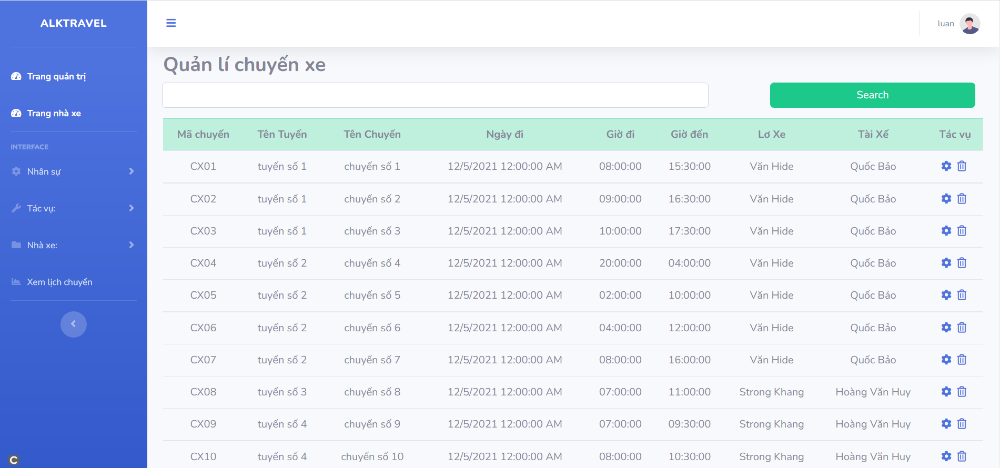 ALKTRAVEL
luan
Trang quản trị
Trang nhà xe
INTERFACE
Nhân sự
Tác vụ:
Nhà xe:
Xem lịch chuyến
Quản lí chuyến xe
Search
Mã chuyến Tên Tuyến Tên Chuyến Ngày đi Giờ đi Giờ đến Lơ Xe Tài Xế Tác vụ
CX01 tuyến số 1 chuyến số 1 12/5/2021 12:00:00 AM 08:00:00 15:30:00 Văn Hide Quốc Bảo
CX02 tuyến số 1 chuyến số 2 12/5/2021 12:00:00 AM 09:00:00 16:30:00 Văn Hide Quốc Bảo
CX03 tuyến số 1 chuyến số 3 12/5/2021 12:00:00 AM 10:00:00 17:30:00 Văn Hide Quốc Bảo
CX04 tuyến số 2 chuyến số 4 12/5/2021 12:00:00 AM 20:00:00 04:00:00 Văn Hide Quốc Bảo
CX05 tuyến số 2 chuyến số 5 12/5/2021 12:00:00 AM 02:00:00 10:00:00 Văn Hide Quốc Bảo
CX06 tuyến số 2 chuyến số 6 12/5/2021 12:00:00 AM 04:00:00 12:00:00 Văn Hide Quốc Bảo
CX07 tuyến số 2 chuyến số 7 12/5/2021 12:00:00 AM 08:00:00 16:00:00 Văn Hide Quốc Bảo
CX08 tuyến số 3 chuyến số 8 12/5/2021 12:00:00 AM 07:00:00 11:00:00 Strong Khang Hoàng Văn Huy
CX09 tuyến số 4 chuyến số 9 12/5/2021 12:00:00 AM 07:00:00 09:30:00 Strong Khang Hoàng Văn Huy
CX10 tuyến số 4 chuyến số 10 12/5/2021 12:00:00 AM 08:00:00 10:30:00 Strong Khang Hoàng Văn Huy
C